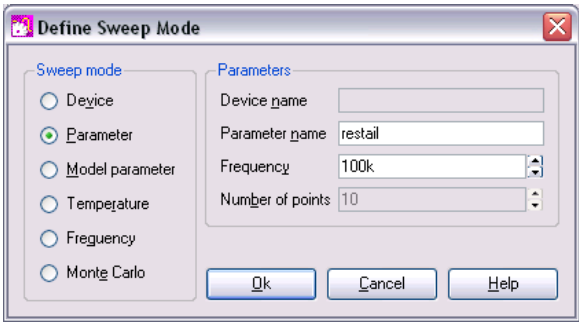 Define Sweep Mode
Sweep mode
Device
Parameter
Model parameter
Temperature
Frequency
Monte Carlo
Parameters
Device name
Parameter name restail
Frequency 100k
Number of points 10
Ok Cancel Help